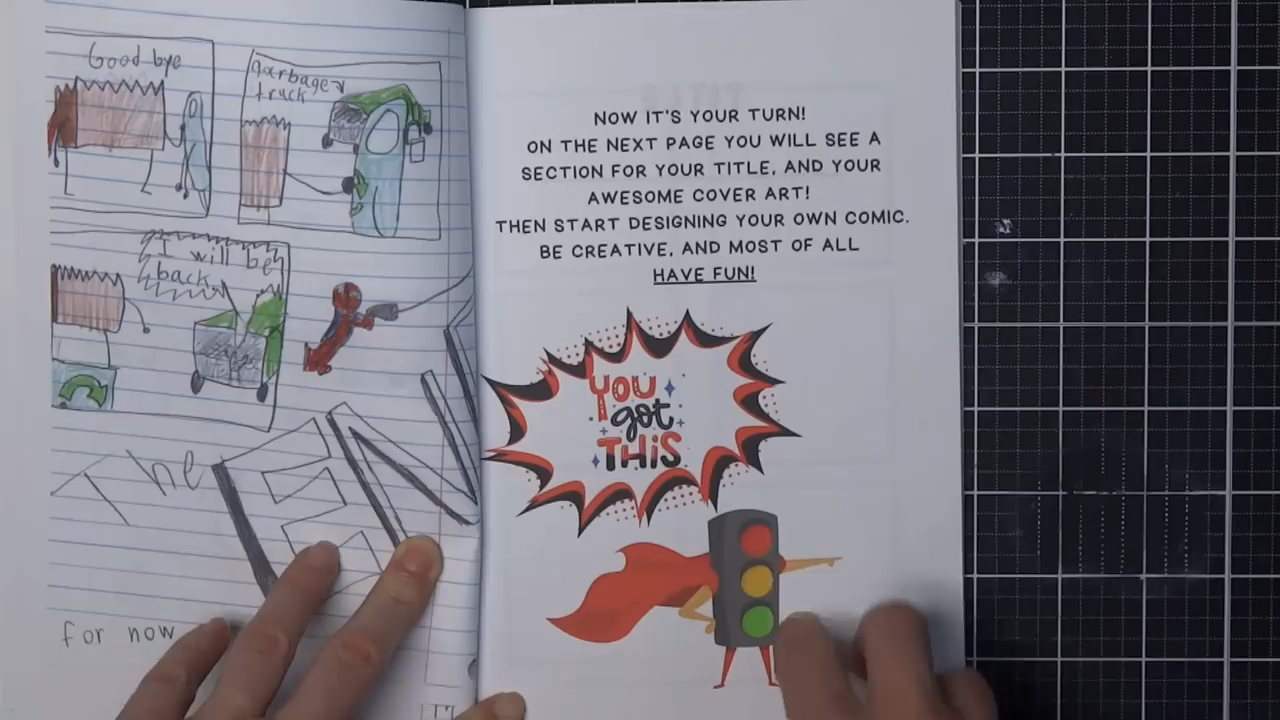 Good bye
garbage
truck
I will be
back
The END
for now
NOW IT'S YOUR TURN!
ON THE NEXT PAGE YOU WILL SEE A
SECTION FOR YOUR TITLE, AND YOUR
AWESOME COVER ART!
THEN START DESIGNING YOUR OWN COMIC.
BE CREATIVE, AND MOST OF ALL
HAVE FUN!
YOU
got
THiS